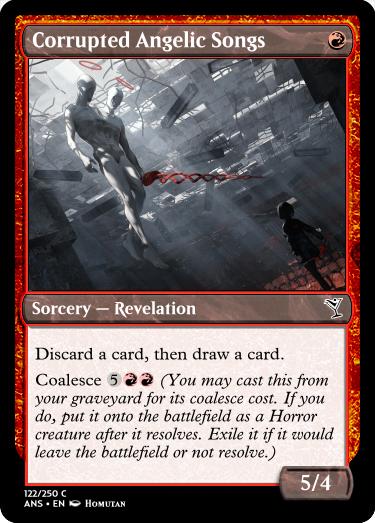 Corrupted Angelic Songs
Sorcery — Revelation
Discard a card, then draw a card.
Coalesce 5 (You may cast this from
your graveyard for its coalesce cost. If you
do, put it onto the battlefield as a Horror
creature after it resolves. Exile it if it would
leave the battlefield or not resolve.)
5/4
122/250 C
ANS • EN Homutan